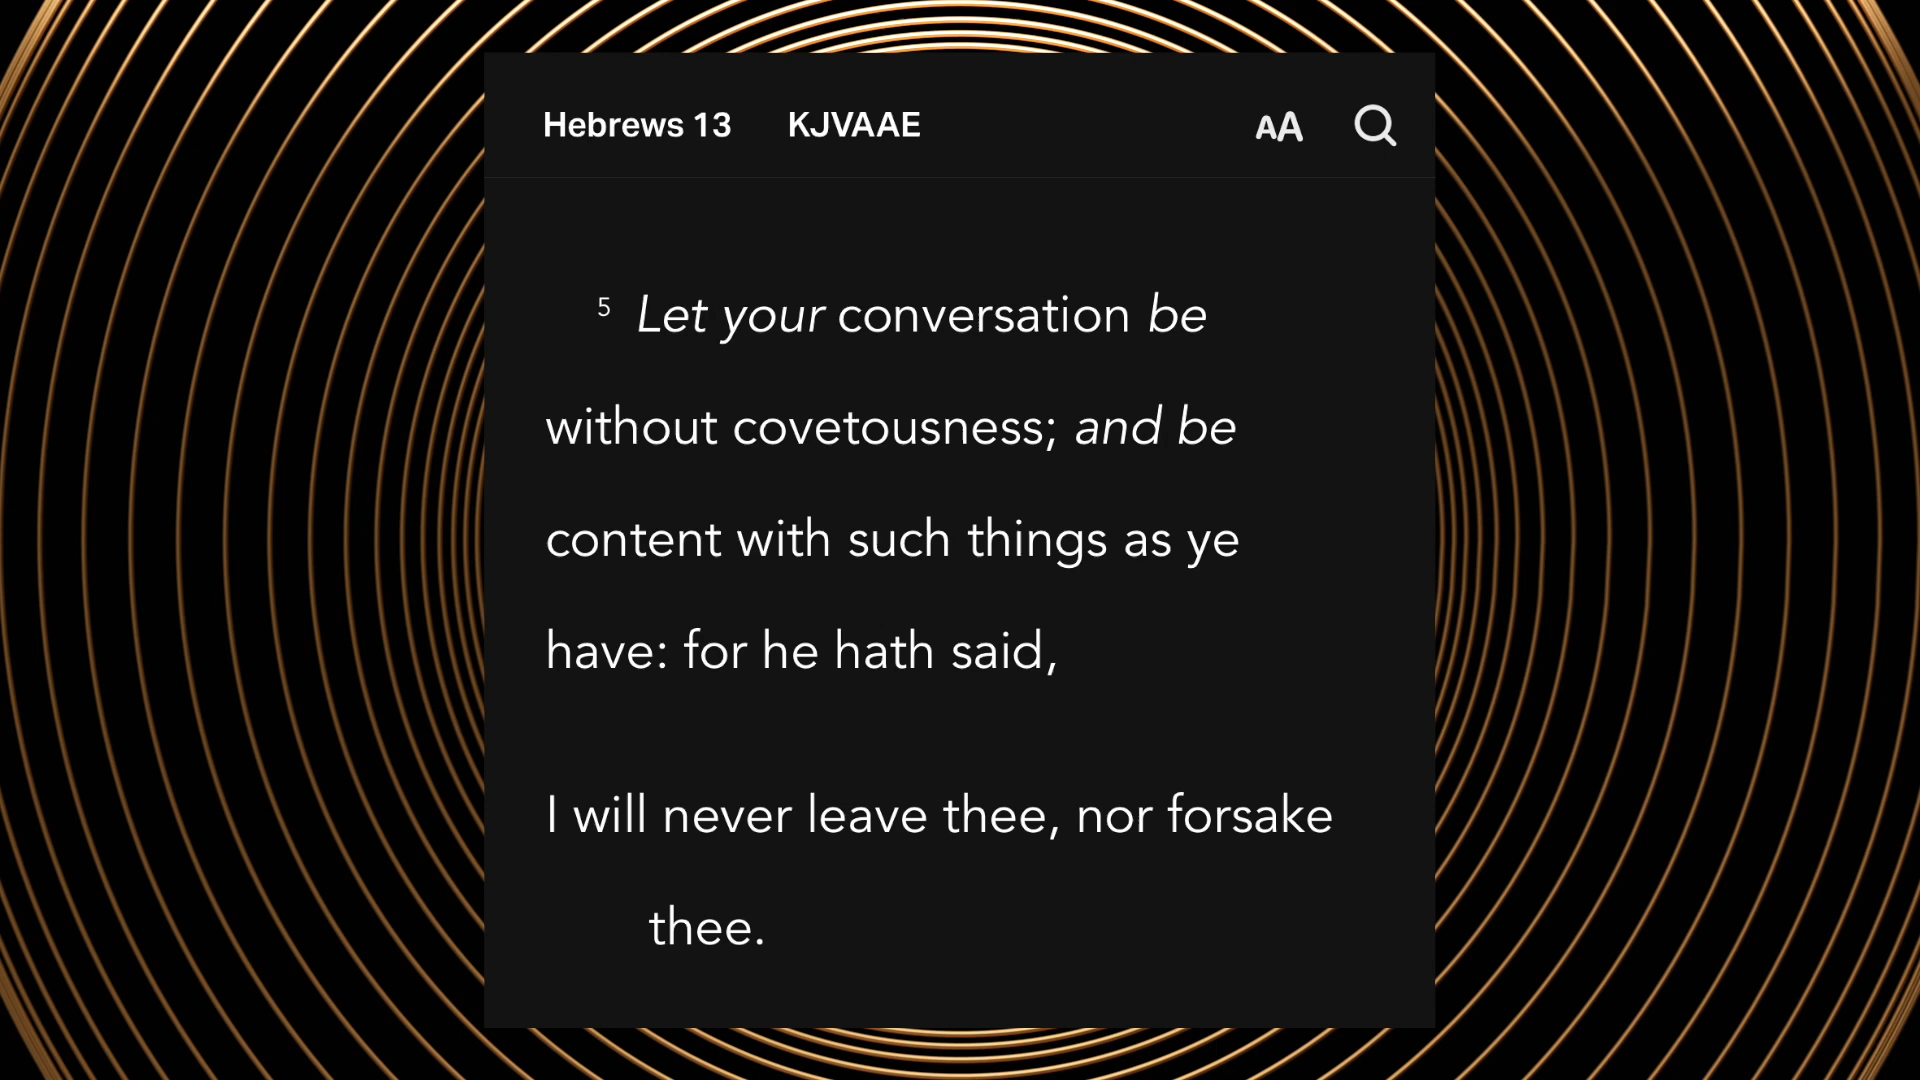 Hebrews 13 KJVAAE AA
5 Let your conversation be
without covetousness; and be
content with such things as ye
have: for he hath said,
I will never leave thee, nor forsake
thee.